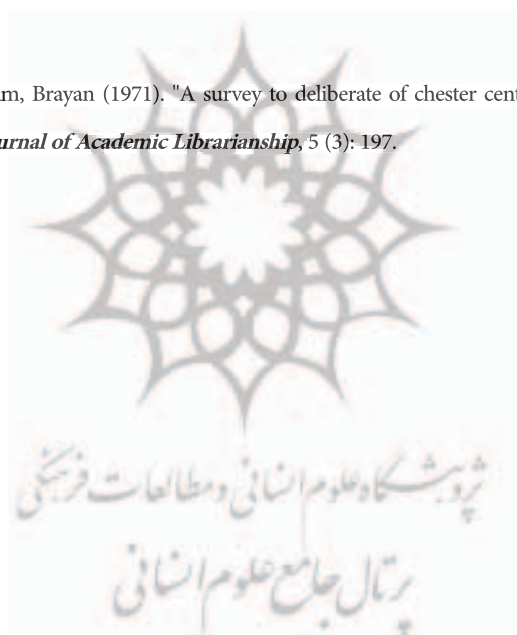 am, Brayan (1971). "A survey to deliberate of chester cent
urnal of Academic Librarianship, 5 (3): 197.
پژوهشگاه علوم انسانی و مطالعات فرهنگی
پرتال جامع علوم انسانی